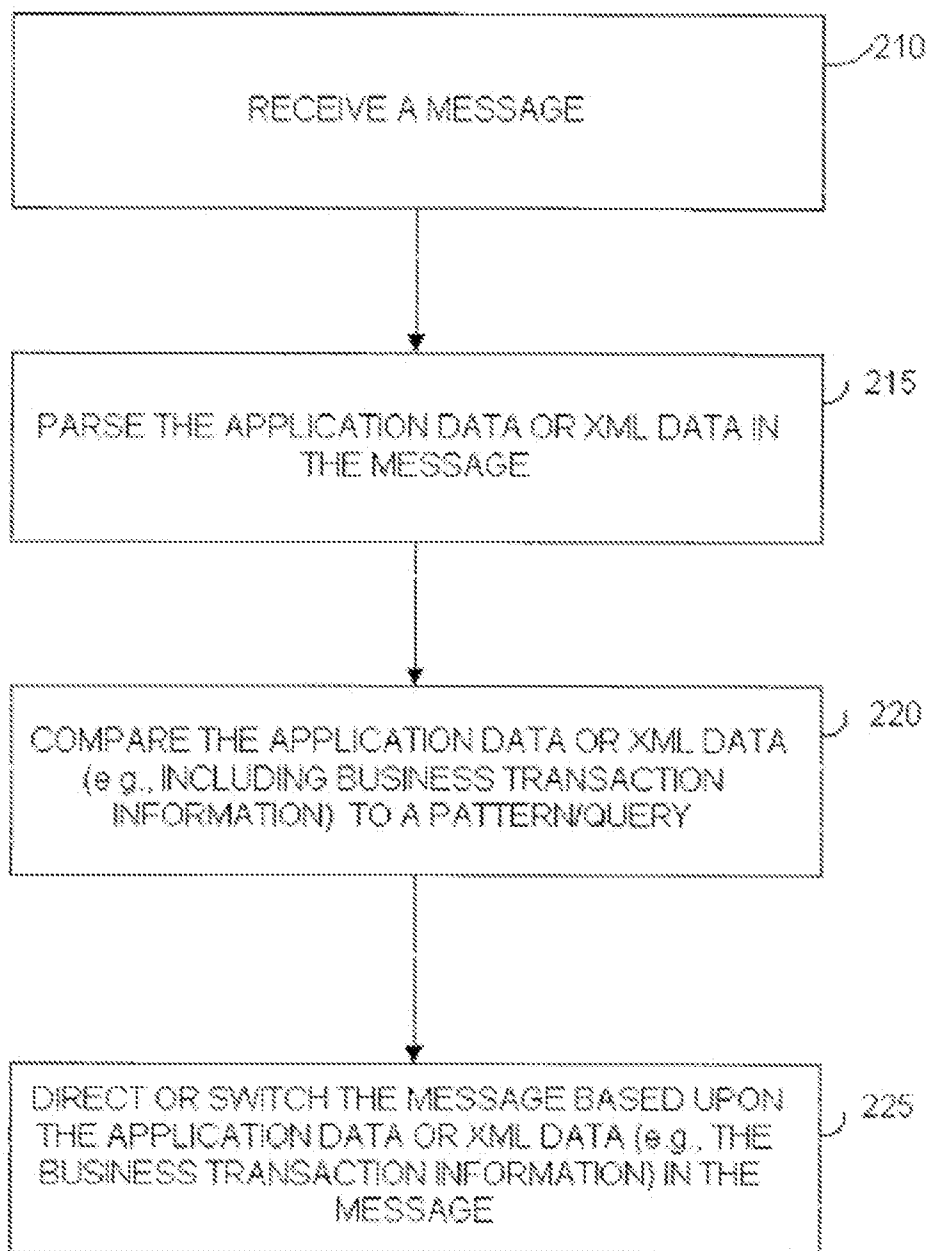 210
RECEIVE A MESSAGE
215
PARSE THE APPLICATION DATA OR XML DATA IN
THE MESSAGE
220
COMPARE THE APPLICATION DATA OR XML DATA
(e.g., INCLUDING BUSINESS TRANSACTION
INFORMATION) TO A PATTERN/QUERY
225
DIRECT OR SWITCH THE MESSAGE BASED UPON
THE APPLICATION DATA OR XML DATA (e.g., THE
BUSINESS TRANSACTION INFORMATION) IN THE
MESSAGE